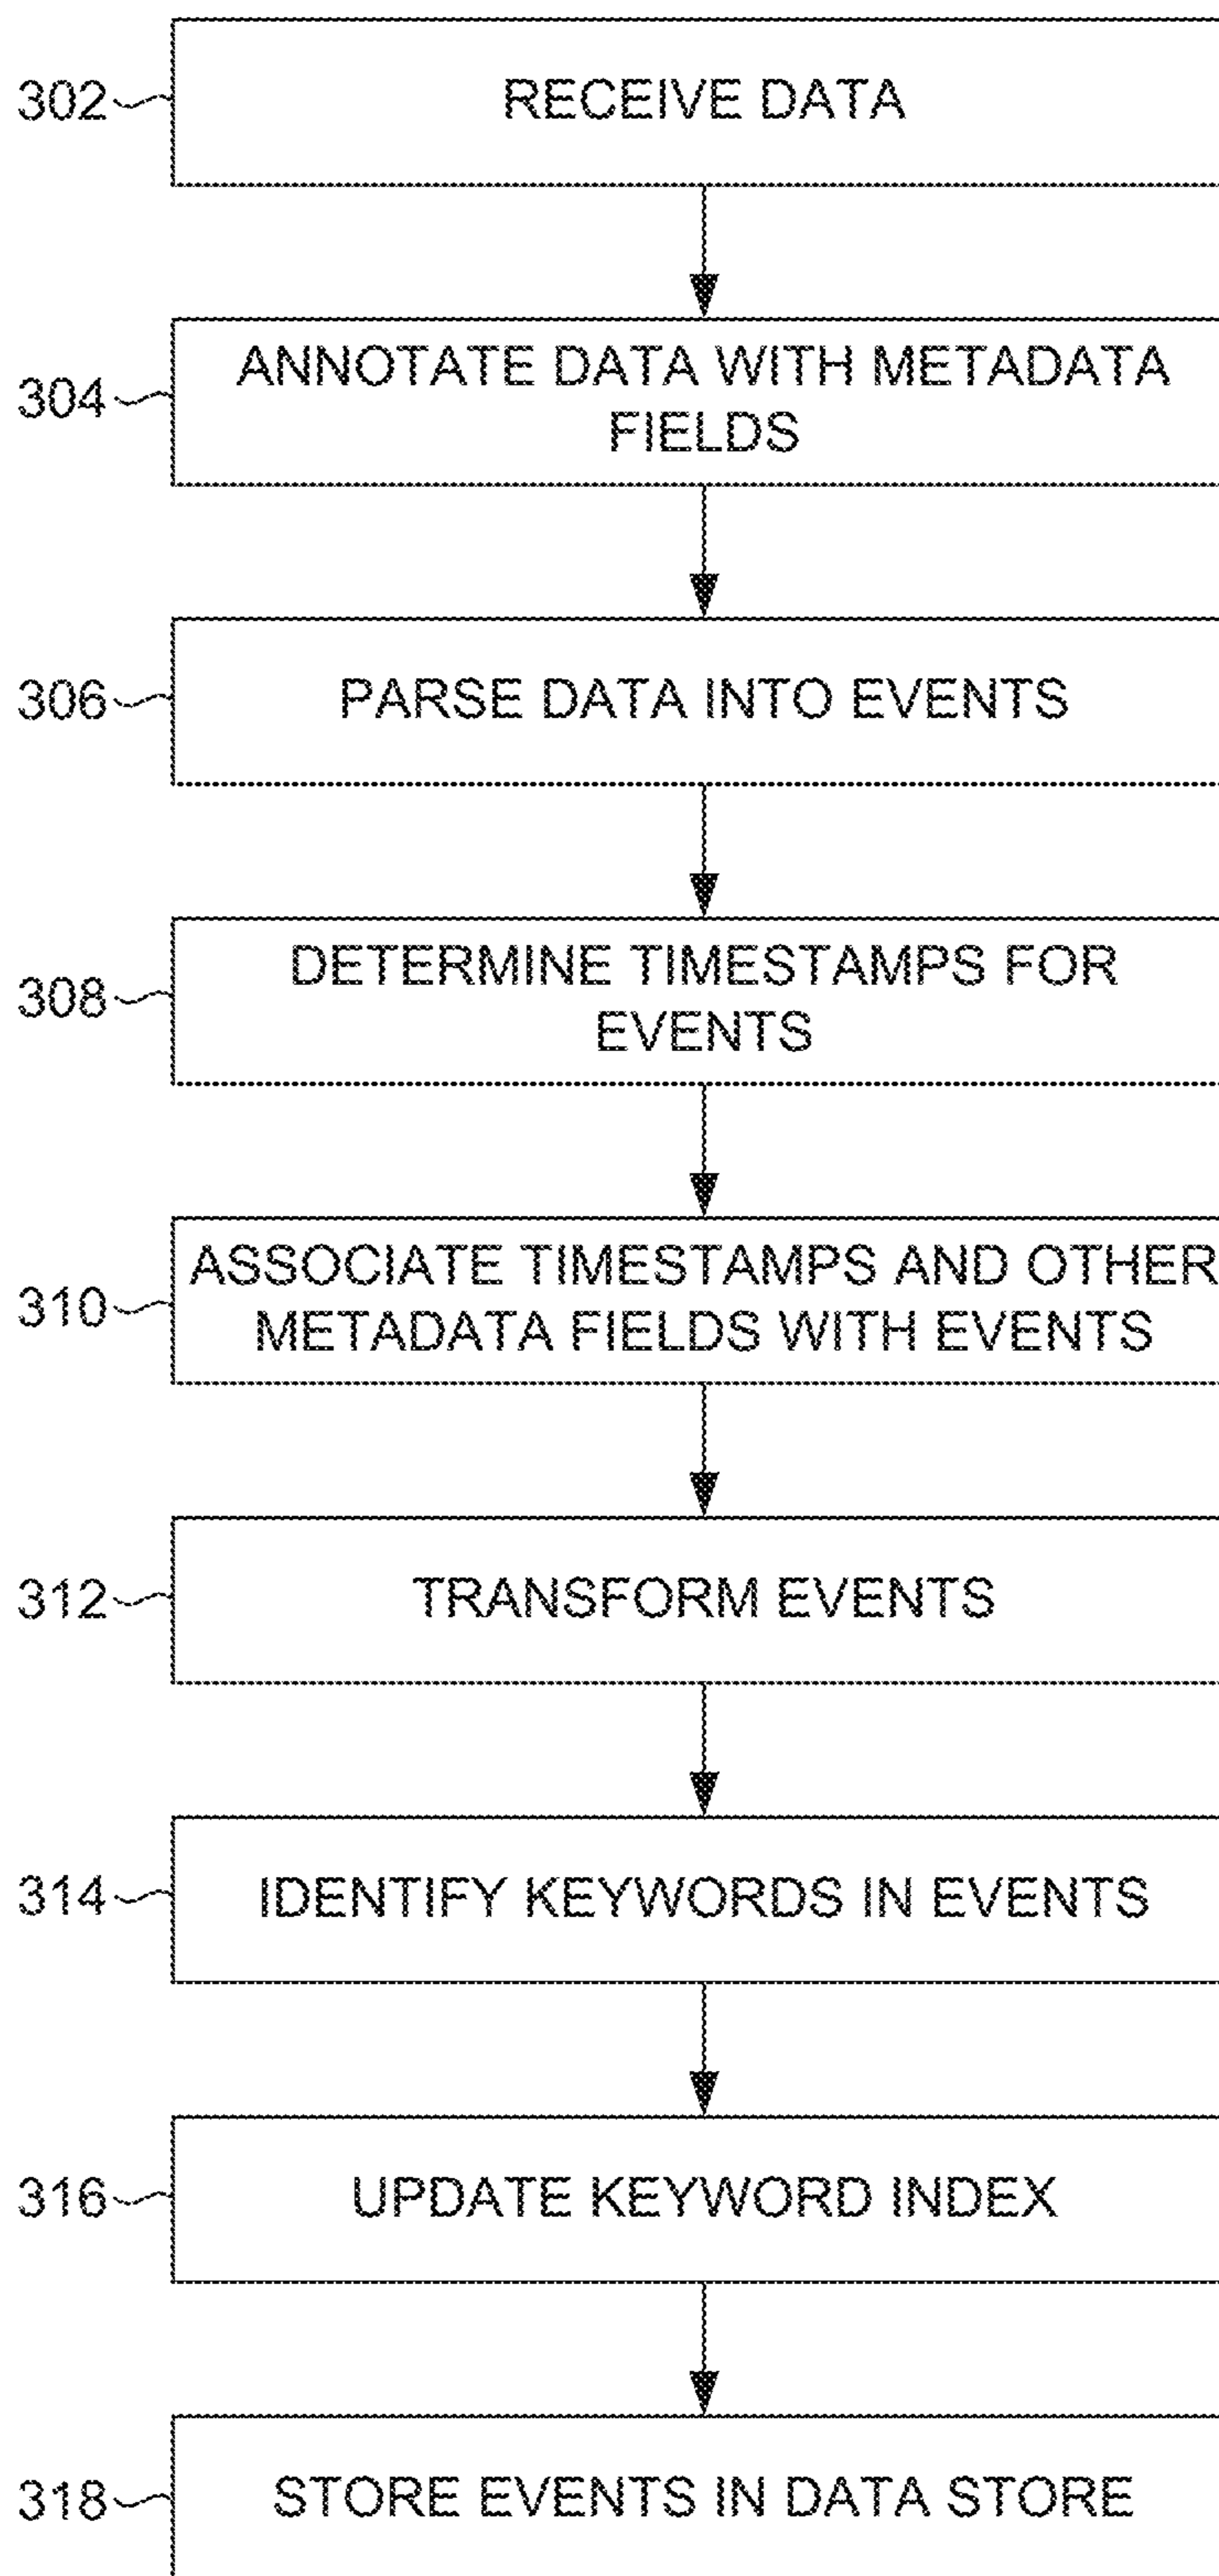 302
RECEIVE DATA
304
ANNOTATE DATA WITH METADATA
FIELDS
306
PARSE DATA INTO EVENTS
308
DETERMINE TIMESTAMPS FOR
EVENTS
310
ASSOCIATE TIMESTAMPS AND OTHER
METADATA FIELDS WITH EVENTS
312
TRANSFORM EVENTS
314
IDENTIFY KEYWORDS IN EVENTS
316
UPDATE KEYWORD INDEX
318
STORE EVENTS IN DATA STORE